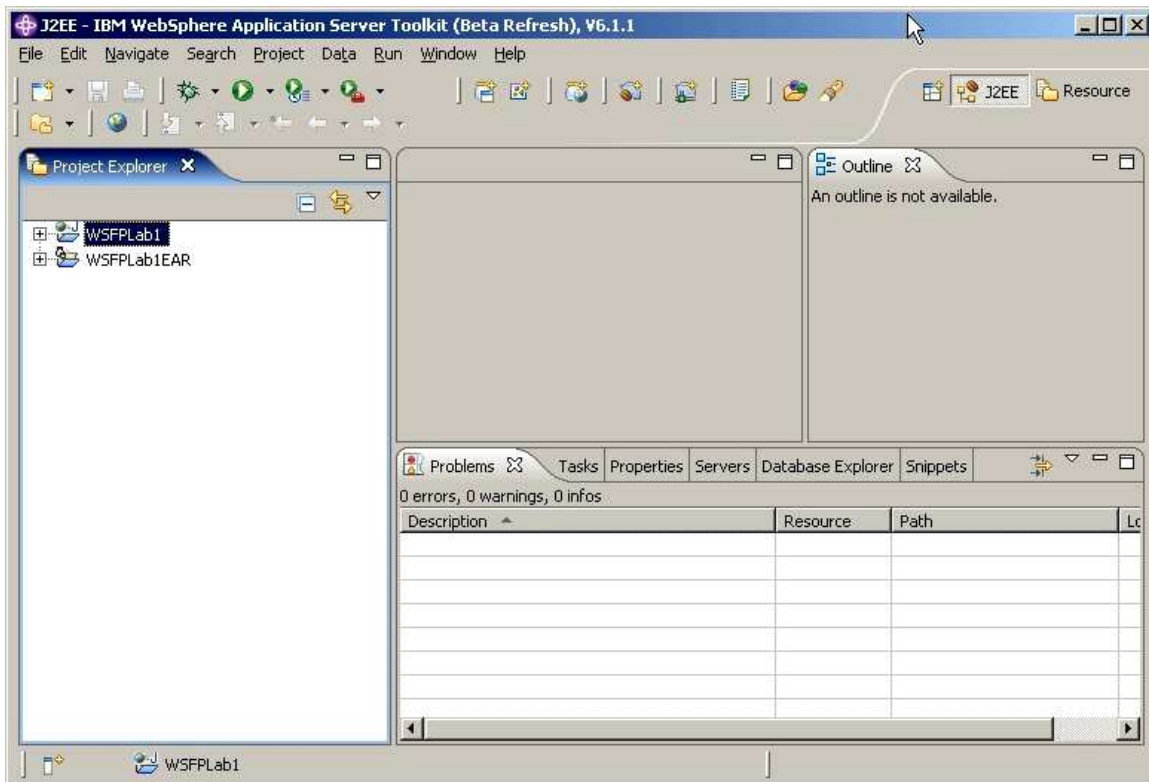 J2EE - IBM WebSphere Application Server Toolkit (Beta Refresh), V6.1.1
File Edit Navigate Search Project Data Run Window Help
J2EE Resource
Project Explorer
WSFPLab1
WSFPLab1EAR
Outline
An outline is not available.
Problems Tasks Properties Servers Database Explorer Snippets
0 errors, 0 warnings, 0 infos
Description Resource Path Lo
WSFPLab1